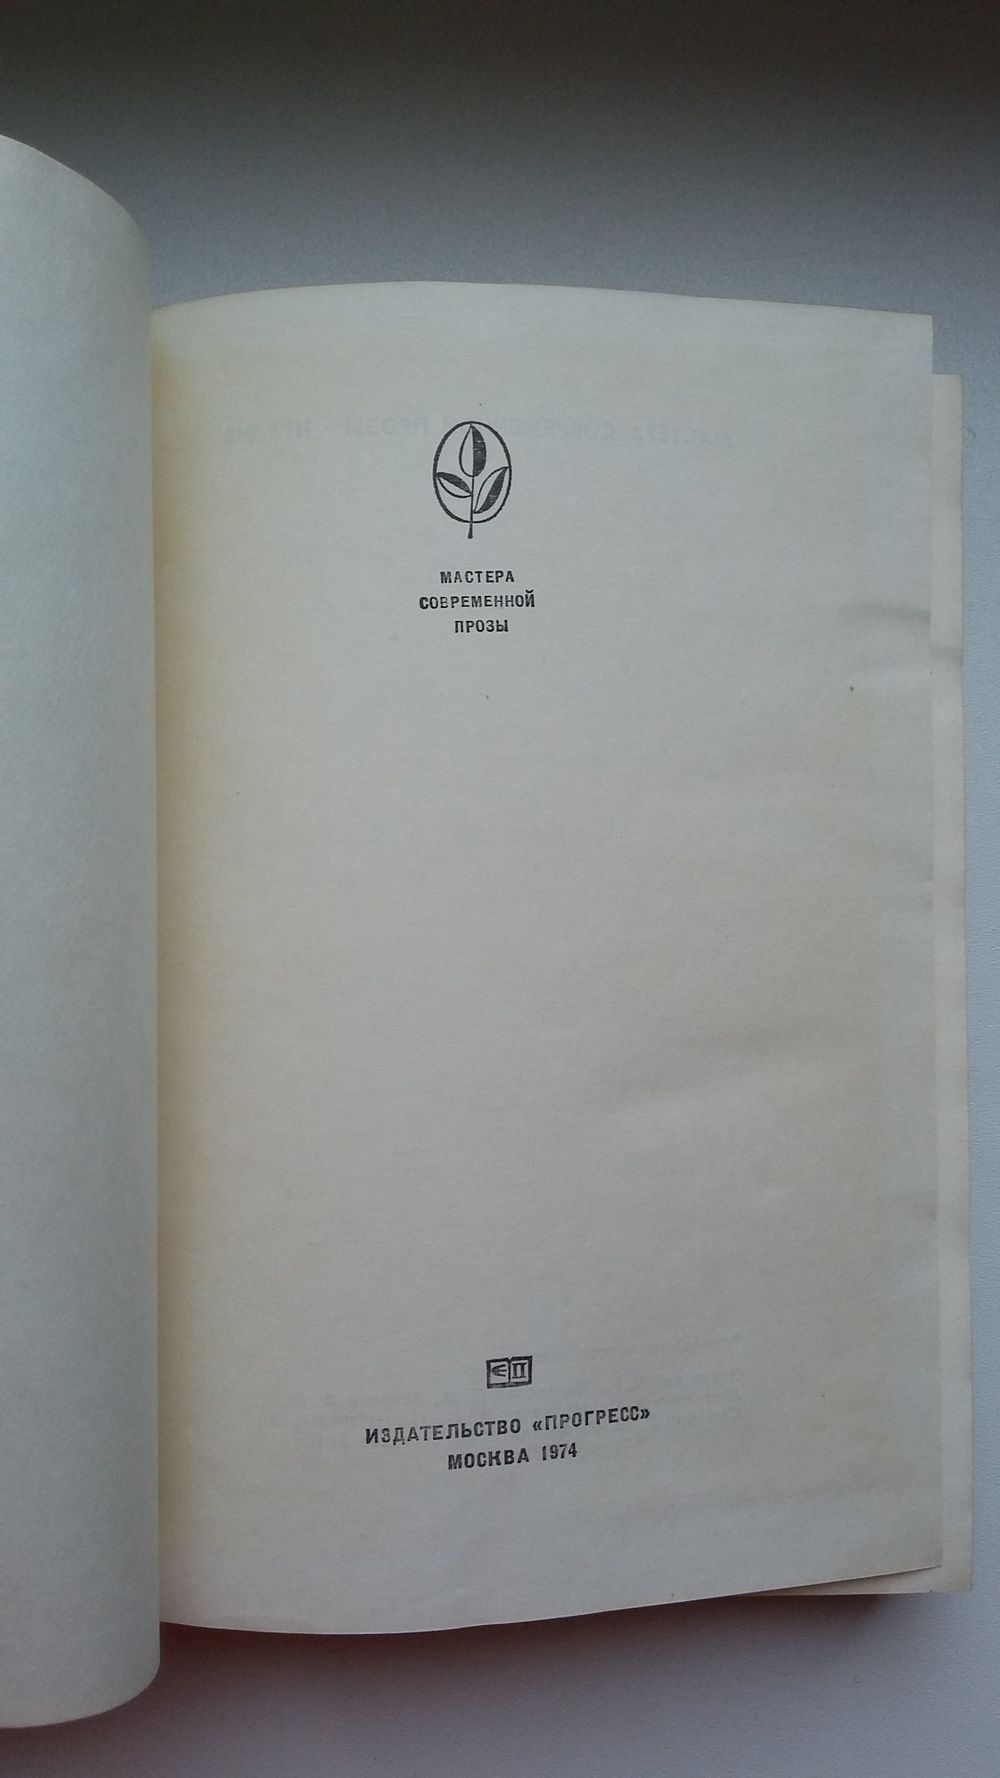 МАСТЕРА
СОВРЕМЕННОЙ
ПРОЗЫ
ИЗДАТЕЛЬСТВО «ПРОГРЕСС»
МОСКВА 1974